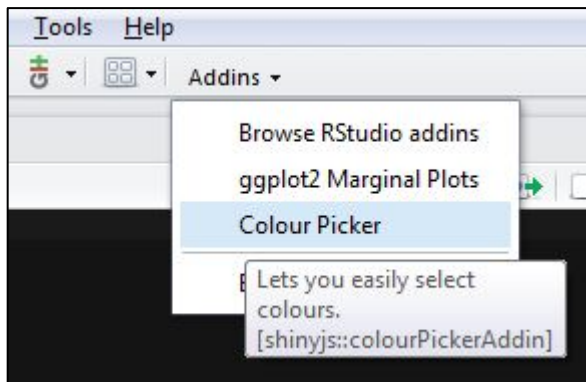 Tools Help
Addins
Browse RStudio addins
ggplot2 Marginal Plots
Colour Picker
Lets you easily select
colours.
[shinyjs::colourPickerAddin]